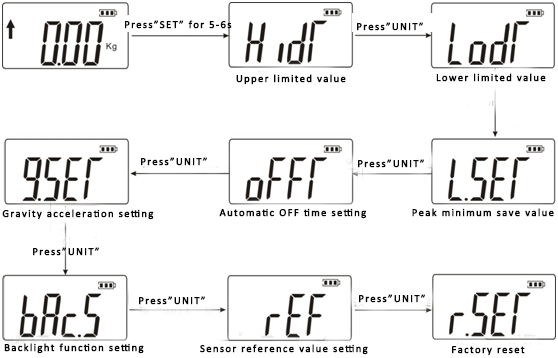 0.00 Kg
Press"SET" for 5-6s
H idT
Press"UNIT"
LodT
Upper limited value
Lower limited value
g.SET
Press"UNIT"
oFFT
Press"UNIT"
L.SET
Gravity acceleration setting
Automatic OFF time setting
Peak minimum save value
Press"UNIT"
bAc.S
Press"UNIT"
rEF
Press"UNIT"
r.SET
Backlight function setting
Sensor reference value setting
Factory reset